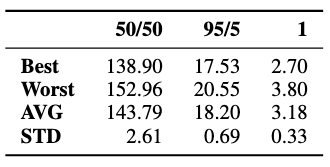 50/50 95/5 1
Best 138.90 17.53 2.70
Worst 152.96 20.55 3.80
AVG 143.79 18.20 3.18
STD 2.61 0.69 0.33